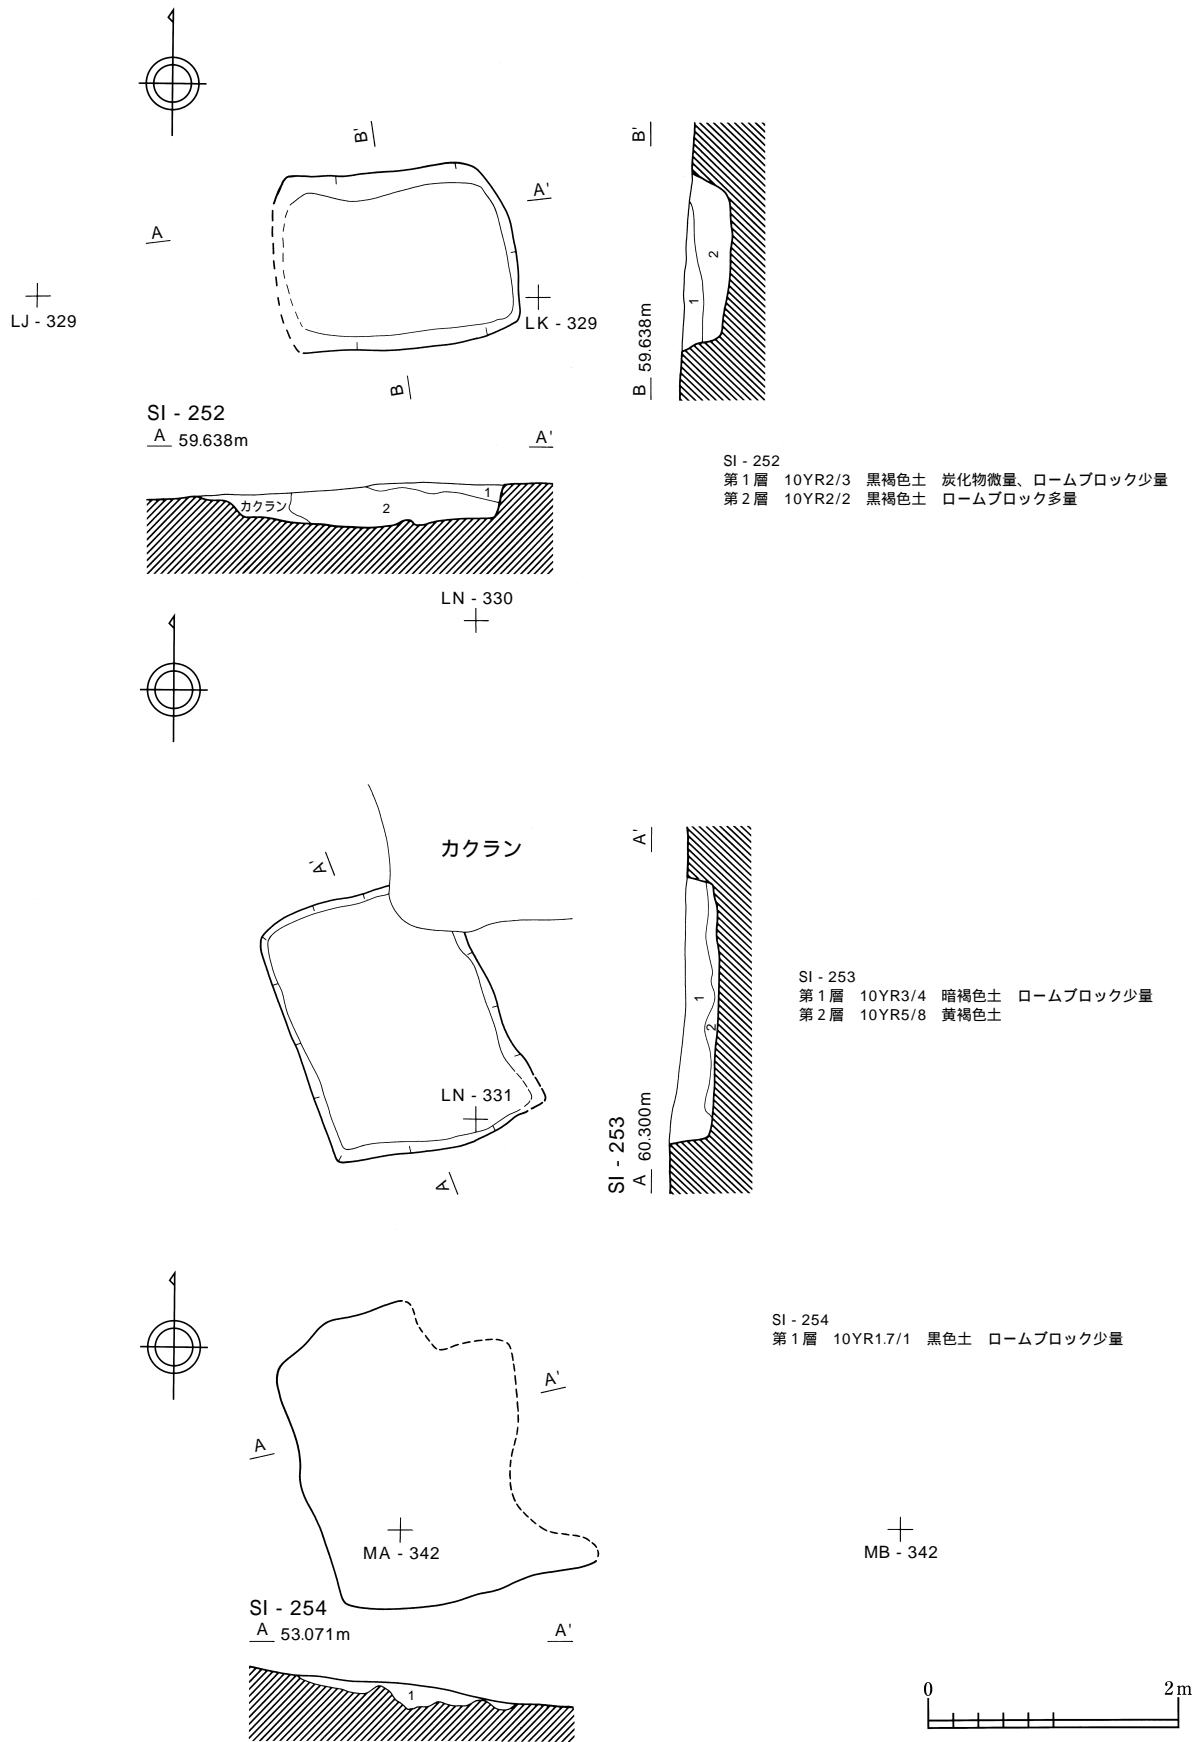 B'
A'
A
LJ - 329
LK - 329
B
SI - 252
A 59.638m
A'
カクラン
2
1
B'
2
1
B 59.638m
SI - 252
第1層 10YR2/3 黒褐色土 炭化物微量、ロームブロック少量
第2層 10YR2/2 黒褐色土 ロームブロック多量
LN - 330
カクラン
A'
LN - 331
A
A'
1
2
SI - 253
A 60.300m
SI - 253
第1層 10YR3/4 暗褐色土 ロームブロック少量
第2層 10YR5/8 黄褐色土
A'
A
MA - 342
MB - 342
SI - 254
A 53.071m
A'
1
SI - 254
第1層 10YR1.7/1 黒色土 ロームブロック少量
0
2m